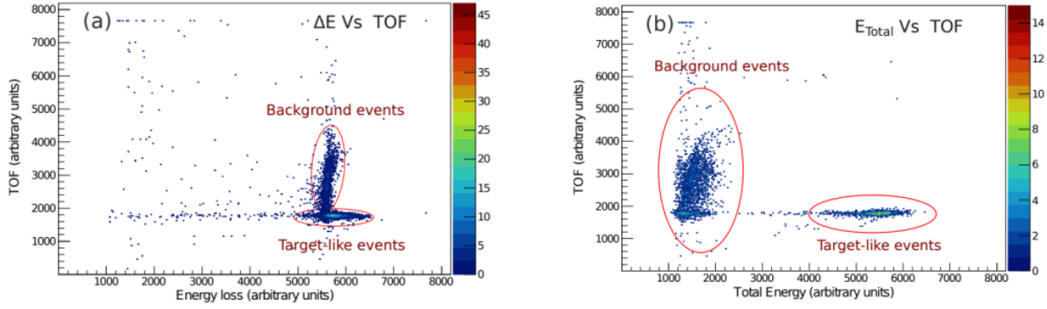 (a) ΔE Vs TOF
Background events
Target-like events
TOF (arbitrary units)
8000
7000
6000
5000
4000
3000
2000
1000
1000 2000 3000 4000 5000 6000 7000 8000
Energy loss (arbitrary units)
45
40
35
30
25
20
15
10
5
0
(b) E_Total Vs TOF
Background events
Target-like events
TOF (arbitrary units)
8000
7000
6000
5000
4000
3000
2000
1000
0
1000 2000 3000 4000 5000 6000 7000 8000
Total Energy (arbitrary units)
14
12
10
8
6
4
2
0